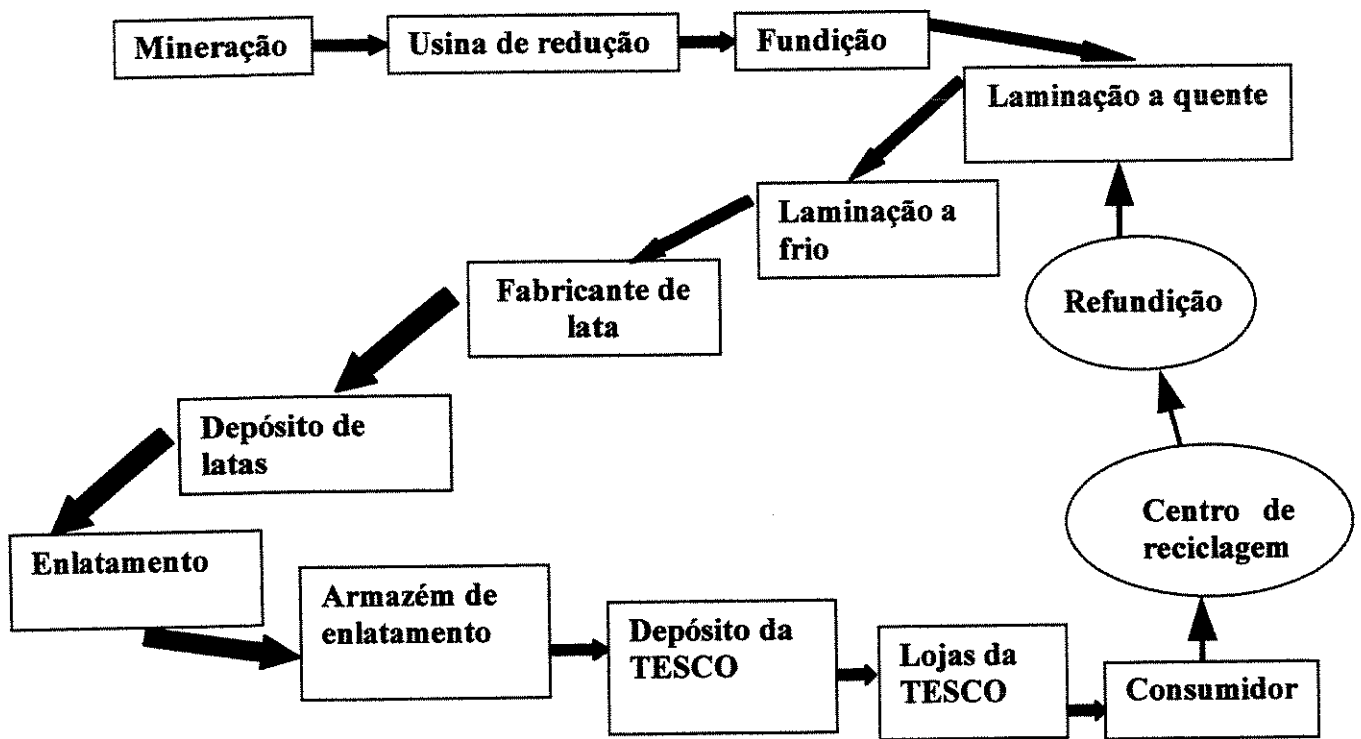 Mineração
Usina de redução
Fundição
Laminação a quente
Laminação a
frio
Fabricante de
lata
Refundição
Depósito de
latas
Centro de
reciclagem
Enlatamento
Armazém de
enlatamento
Depósito da
TESCO
Lojas da
TESCO
Consumidor